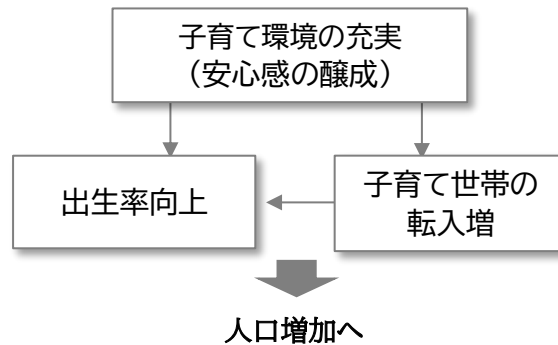 子育て環境の充実
（安心感の醸成）
出生率向上
子育て世帯の
転入増
人口増加へ